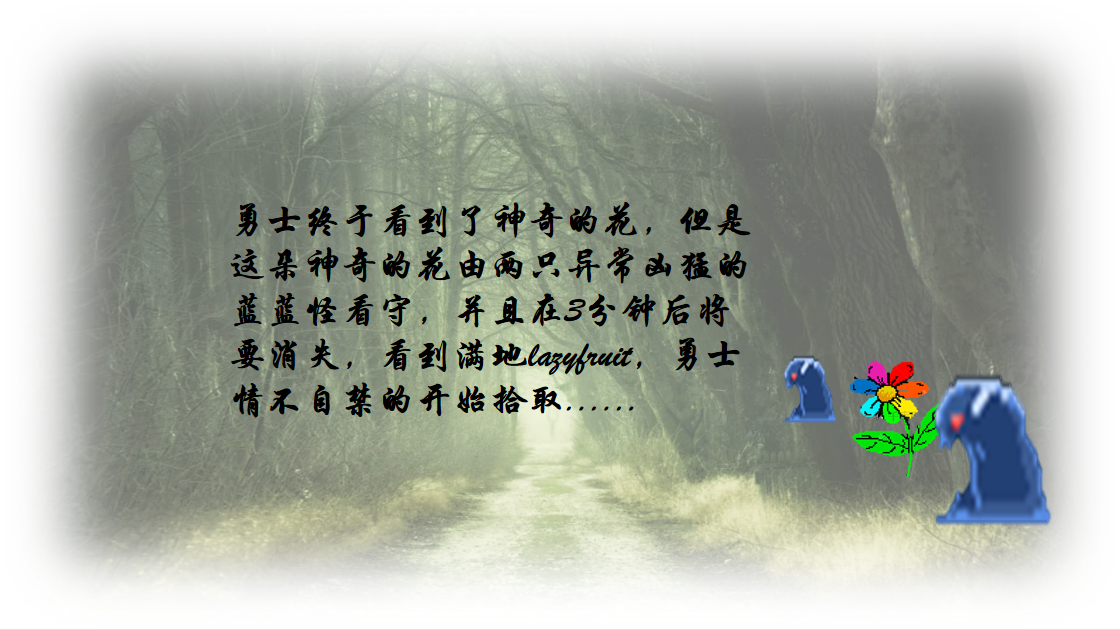 勇士终于看到了神奇的花，但是
这朵神奇的花由两只异常凶猛的
蓝蓝怪看守，并且在3分钟后将
要消失，看到满地lazyfruit，勇士
情不自禁的开始拾取……